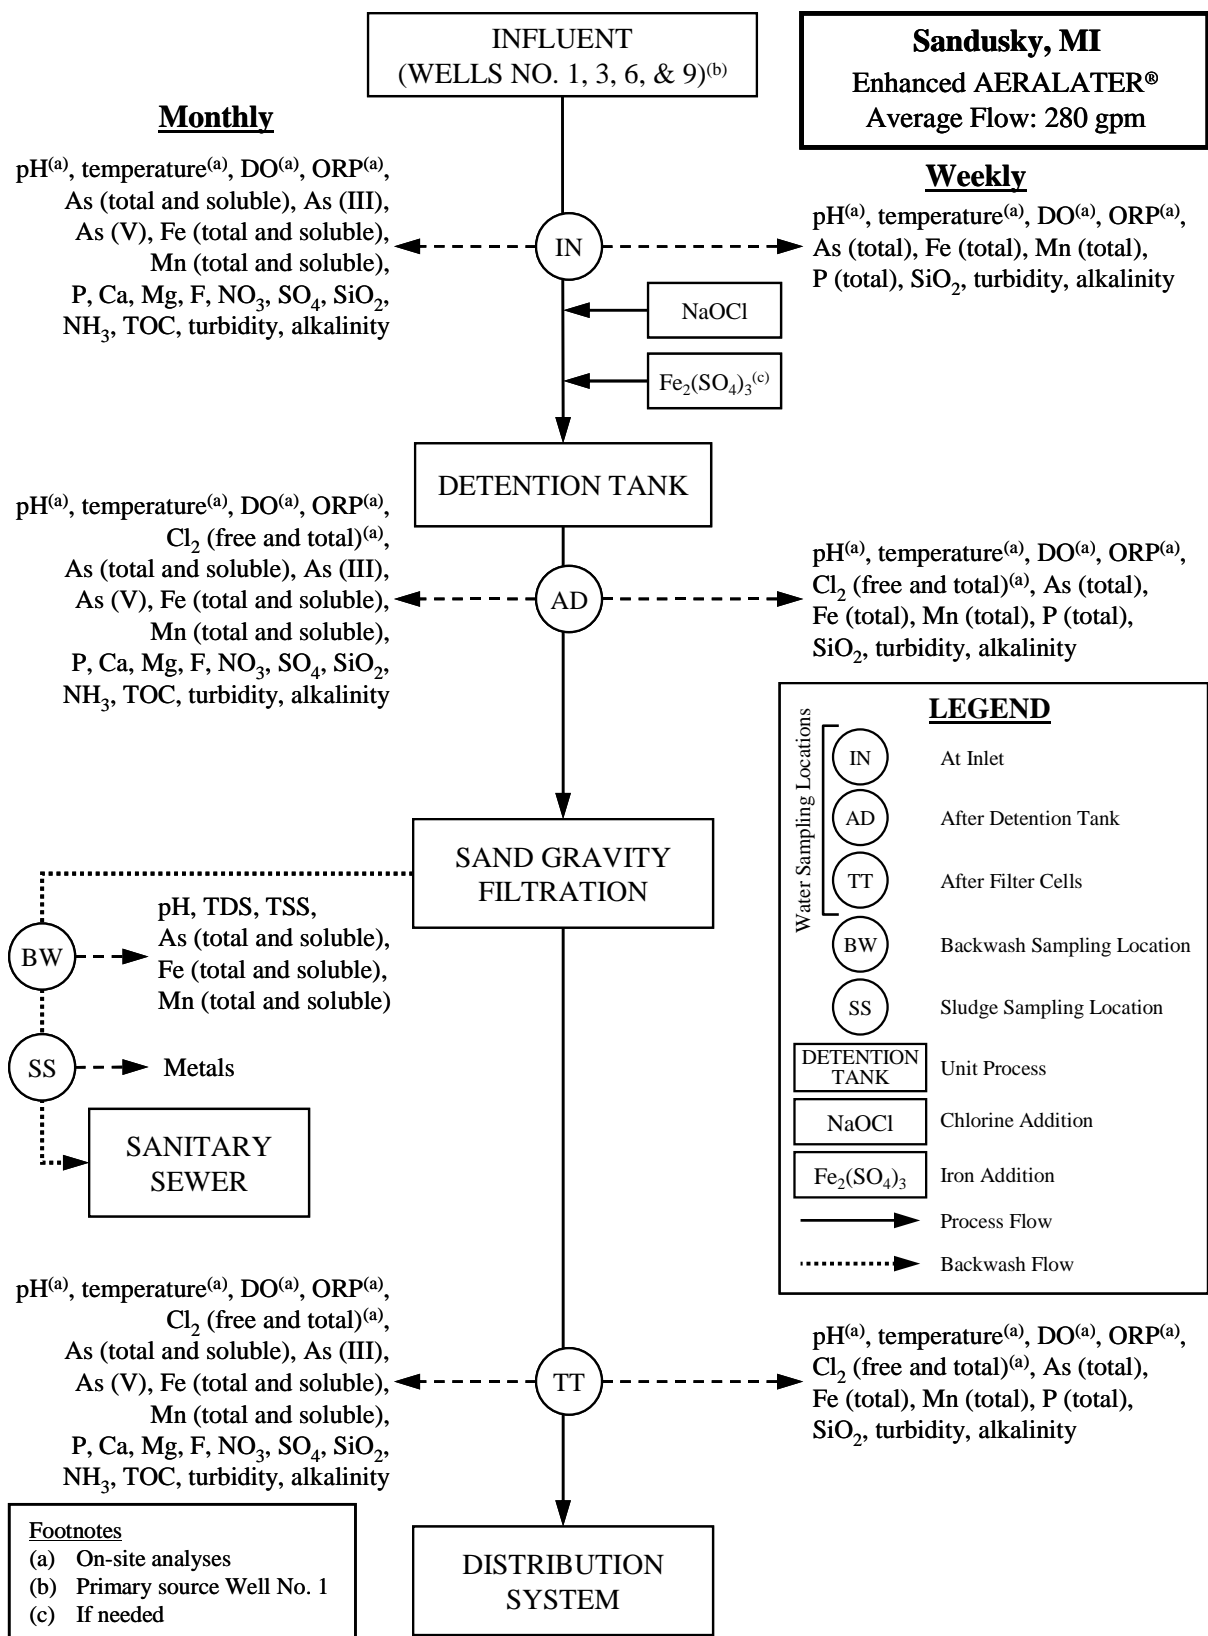 INFLUENT
(WELLS NO. 1, 3, 6, & 9)(b)
Sandusky, MI
Enhanced AERALATER®
Average Flow: 280 gpm
Monthly
pH(a), temperature(a), DO(a), ORP(a),
As (total and soluble), As (III),
As (V), Fe (total and soluble),
Mn (total and soluble),
P, Ca, Mg, F, NO3, SO4, SiO2,
NH3, TOC, turbidity, alkalinity
IN
Weekly
pH(a), temperature(a), DO(a), ORP(a),
As (total), Fe (total), Mn (total),
P (total), SiO2, turbidity, alkalinity
NaOCl
Fe2(SO4)3(c)
DETENTION TANK
pH(a), temperature(a), DO(a), ORP(a),
Cl2 (free and total)(a),
As (total and soluble), As (III),
As (V), Fe (total and soluble),
Mn (total and soluble),
P, Ca, Mg, F, NO3, SO4, SiO2,
NH3, TOC, turbidity, alkalinity
AD
pH(a), temperature(a), DO(a), ORP(a),
Cl2 (free and total)(a), As (total),
Fe (total), Mn (total), P (total),
SiO2, turbidity, alkalinity
SAND GRAVITY
FILTRATION
BW
pH, TDS, TSS,
As (total and soluble),
Fe (total and soluble),
Mn (total and soluble)
SS
Metals
SANITARY
SEWER
LEGEND
Water Sampling Locations
IN At Inlet
AD After Detention Tank
TT After Filter Cells
BW Backwash Sampling Location
SS Sludge Sampling Location
DETENTION
TANK
Unit Process
NaOCl Chlorine Addition
Fe2(SO4)3 Iron Addition
Process Flow
Backwash Flow
pH(a), temperature(a), DO(a), ORP(a),
Cl2 (free and total)(a),
As (total and soluble), As (III),
As (V), Fe (total and soluble),
Mn (total and soluble),
P, Ca, Mg, F, NO3, SO4, SiO2,
NH3, TOC, turbidity, alkalinity
TT
pH(a), temperature(a), DO(a), ORP(a),
Cl2 (free and total)(a), As (total),
Fe (total), Mn (total), P (total),
SiO2, turbidity, alkalinity
DISTRIBUTION
SYSTEM
Footnotes
(a) On-site analyses
(b) Primary source Well No. 1
(c) If needed